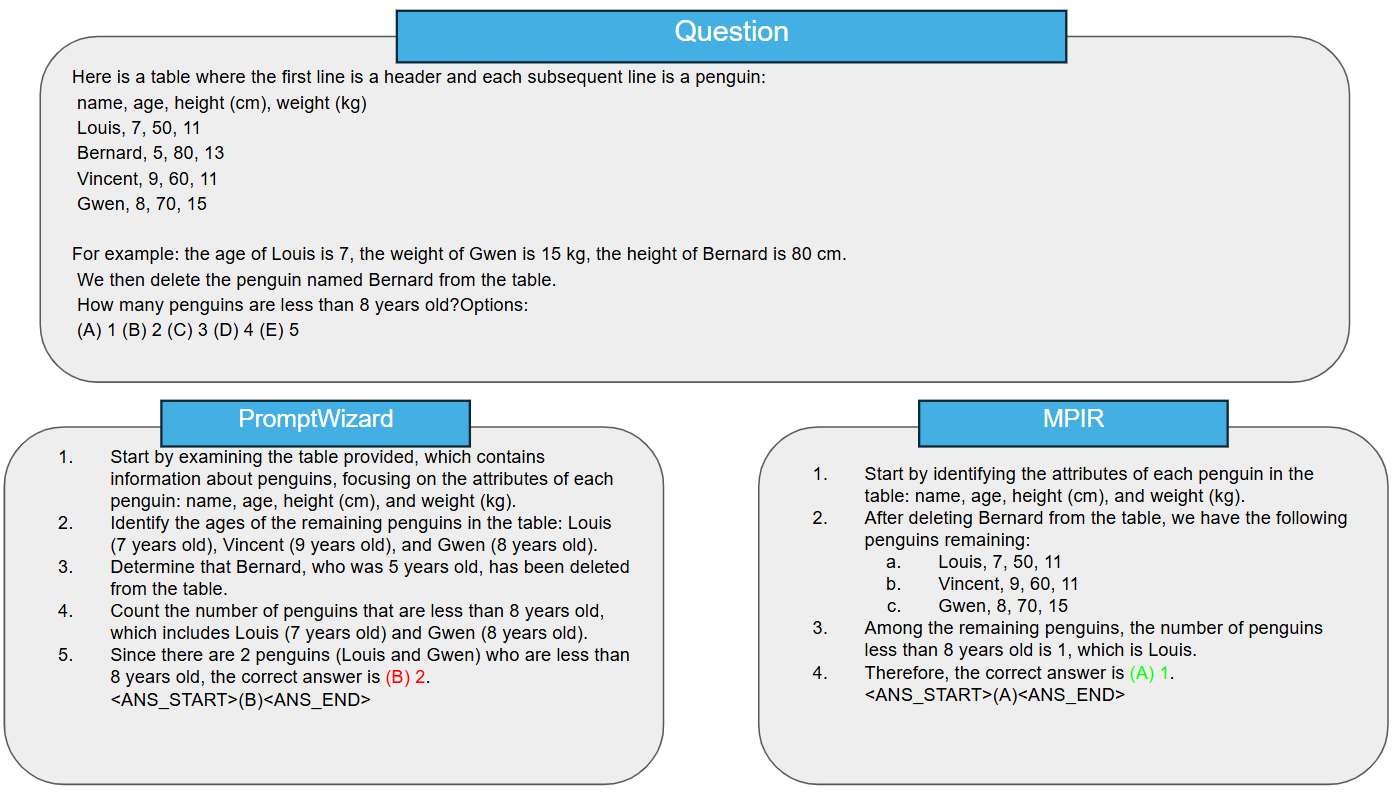 Question
Here is a table where the first line is a header and each subsequent line is a penguin:
name, age, height (cm), weight (kg)
Louis, 7, 50, 11
Bernard, 5, 80, 13
Vincent, 9, 60, 11
Gwen, 8, 70, 15
For example: the age of Louis is 7, the weight of Gwen is 15 kg, the height of Bernard is 80 cm.
We then delete the penguin named Bernard from the table.
How many penguins are less than 8 years old?Options:
(A) 1 (B) 2 (C) 3 (D) 4 (E) 5
PromptWizard
1. Start by examining the table provided, which contains
information about penguins, focusing on the attributes of each
penguin: name, age, height (cm), and weight (kg).
2. Identify the ages of the remaining penguins in the table: Louis
(7 years old), Vincent (9 years old), and Gwen (8 years old).
3. Determine that Bernard, who was 5 years old, has been deleted
from the table.
4. Count the number of penguins that are less than 8 years old,
which includes Louis (7 years old) and Gwen (8 years old).
5. Since there are 2 penguins (Louis and Gwen) who are less than
8 years old, the correct answer is (B) 2.
<ANS_START>(B)<ANS_END>
MPIR
1. Start by identifying the attributes of each penguin in the
table: name, age, height (cm), and weight (kg).
2. After deleting Bernard from the table, we have the following
penguins remaining:
a. Louis, 7, 50, 11
b. Vincent, 9, 60, 11
c. Gwen, 8, 70, 15
3. Among the remaining penguins, the number of penguins
less than 8 years old is 1, which is Louis.
4. Therefore, the correct answer is (A) 1.
<ANS_START>(A)<ANS_END>